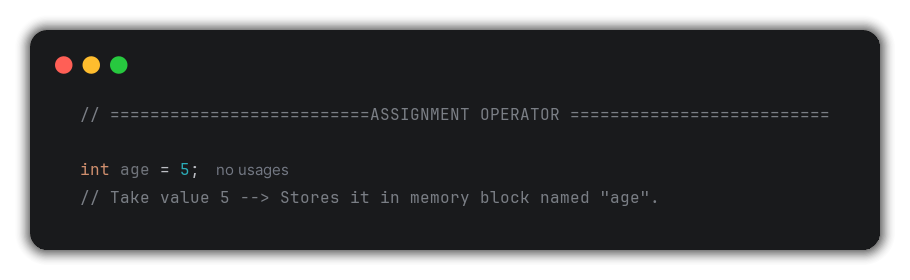 // ==========================ASSIGNMENT OPERATOR ==========================
int age = 5; no usages
// Take value 5 --> Stores it in memory block named "age".